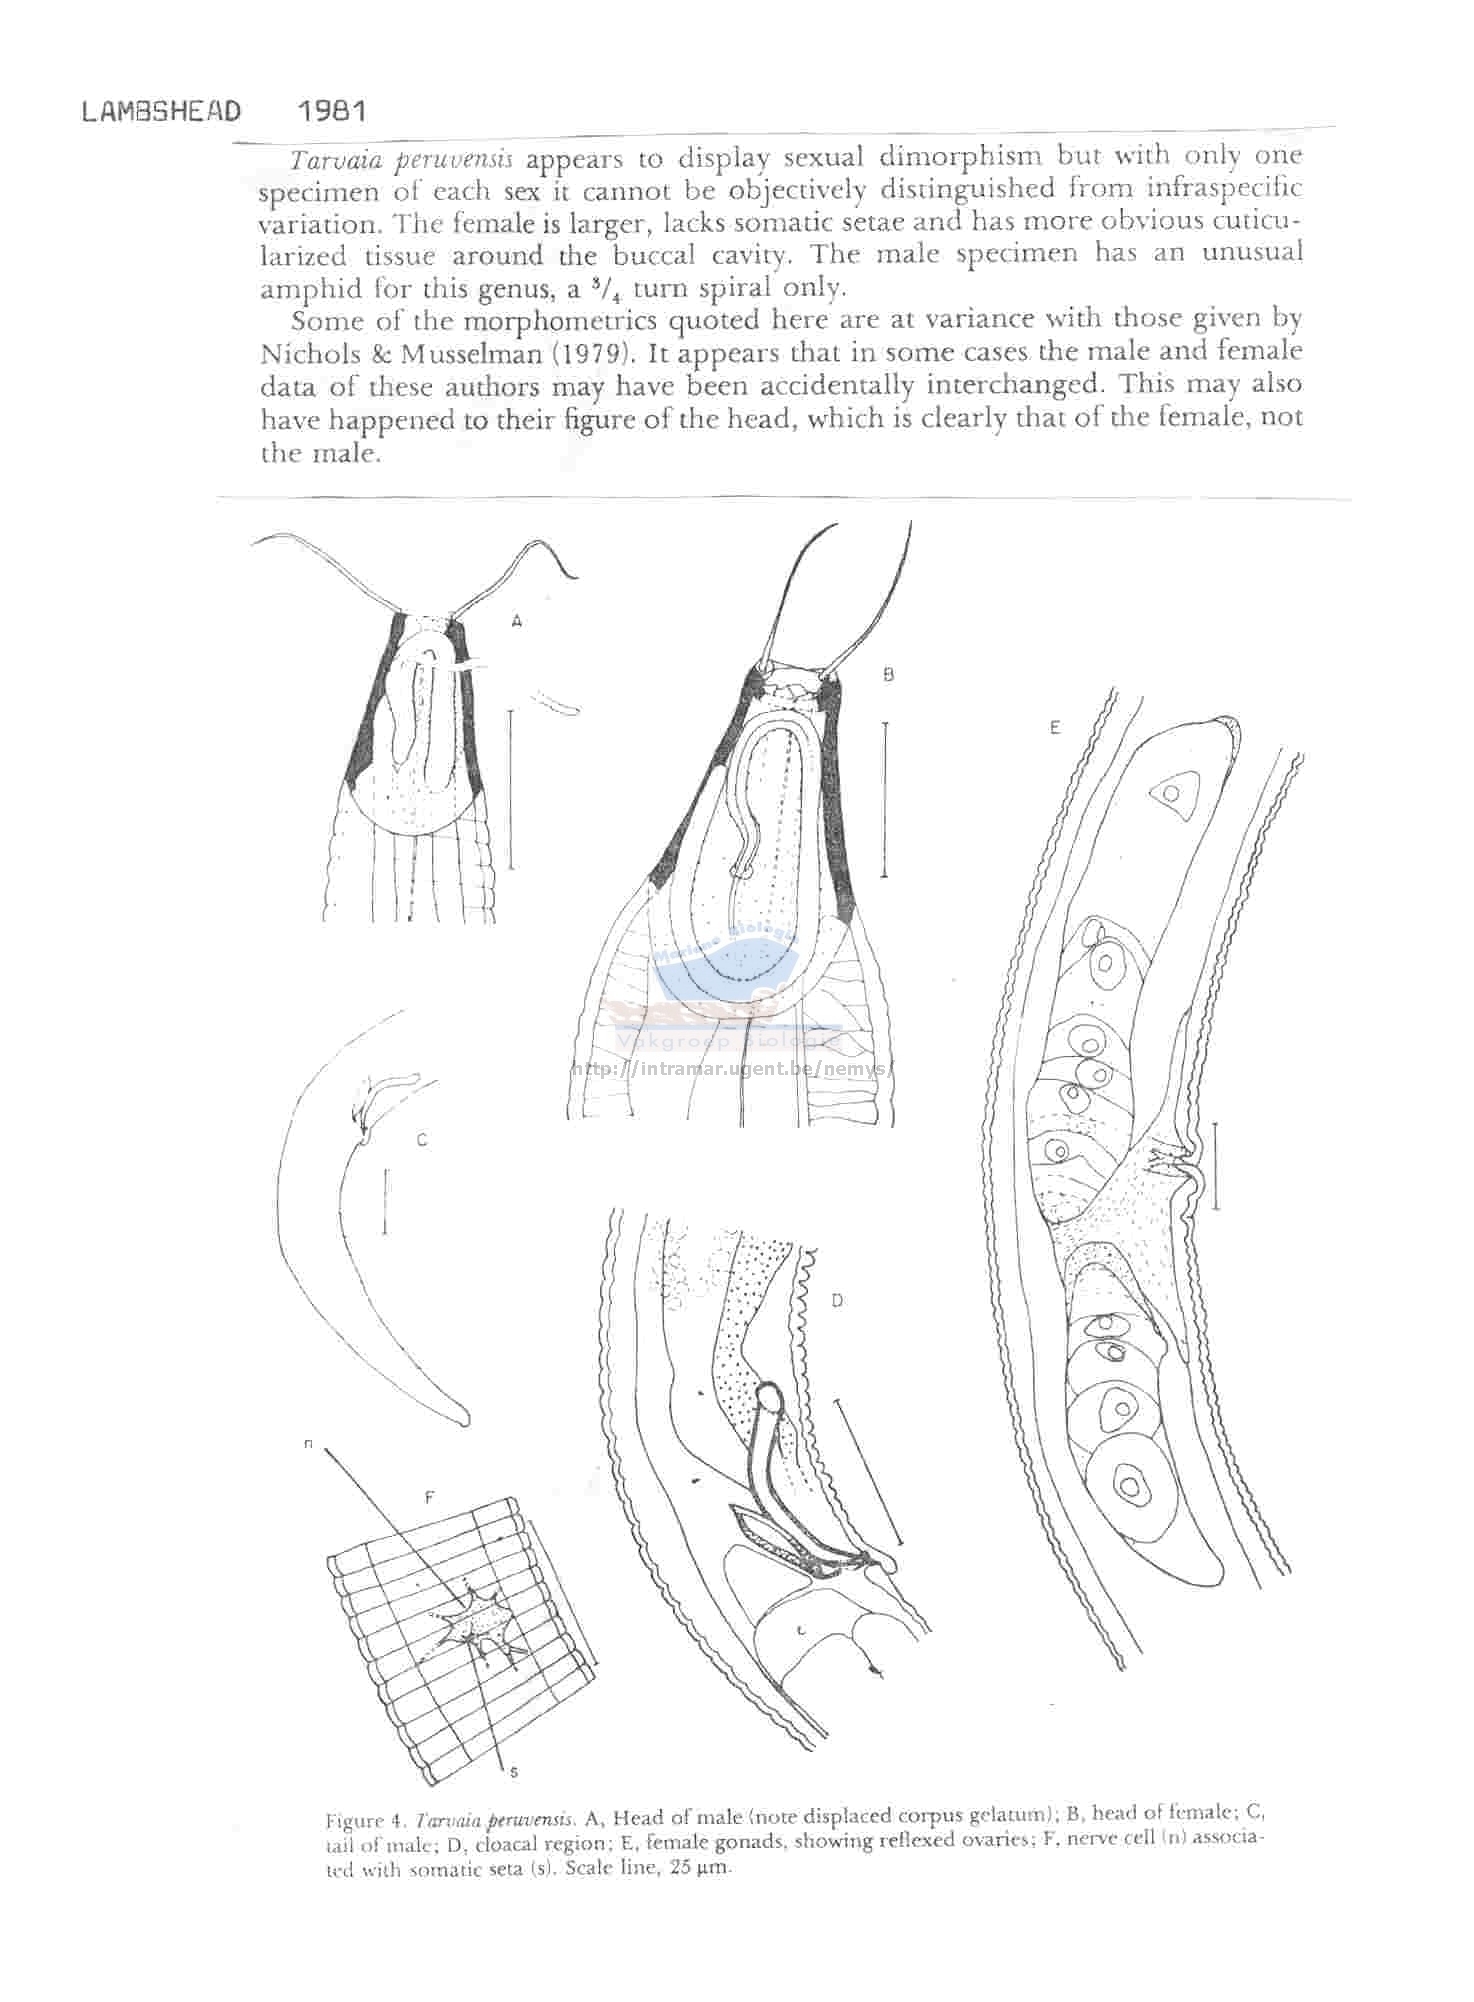 LAMBSHEAD 1981
Tarvaia peruvensis appears to display sexual dimorphism but with only one
specimen of each sex it cannot be objectively distinguished from infraspecific
variation. The female is larger, lacks somatic setae and has more obvious cuticu-
larized tissue around the buccal cavity. The male specimen has an unusual
amphid for this genus, a 3/4 turn spiral only.
Some of the morphometrics quoted here are at variance with those given by
Nichols & Musselman (1979). It appears that in some cases the male and female
data of these authors may have been accidentally interchanged. This may also
have happened to their figure of the head, which is clearly that of the female, not
the male.
A
B
E
Mariene Biologie
Vakgroep Biologie
http://intramar.ugent.be/nemys/
C
D
n
F
s
Figure 4. Tarvaia peruvensis. A, Head of male (note displaced corpus gelatum); B, head of female; C,
tail of male; D, cloacal region; E, female gonads, showing reflexed ovaries; F, nerve cell (n) associa-
ted with somatic seta (s). Scale line, 25 μm.